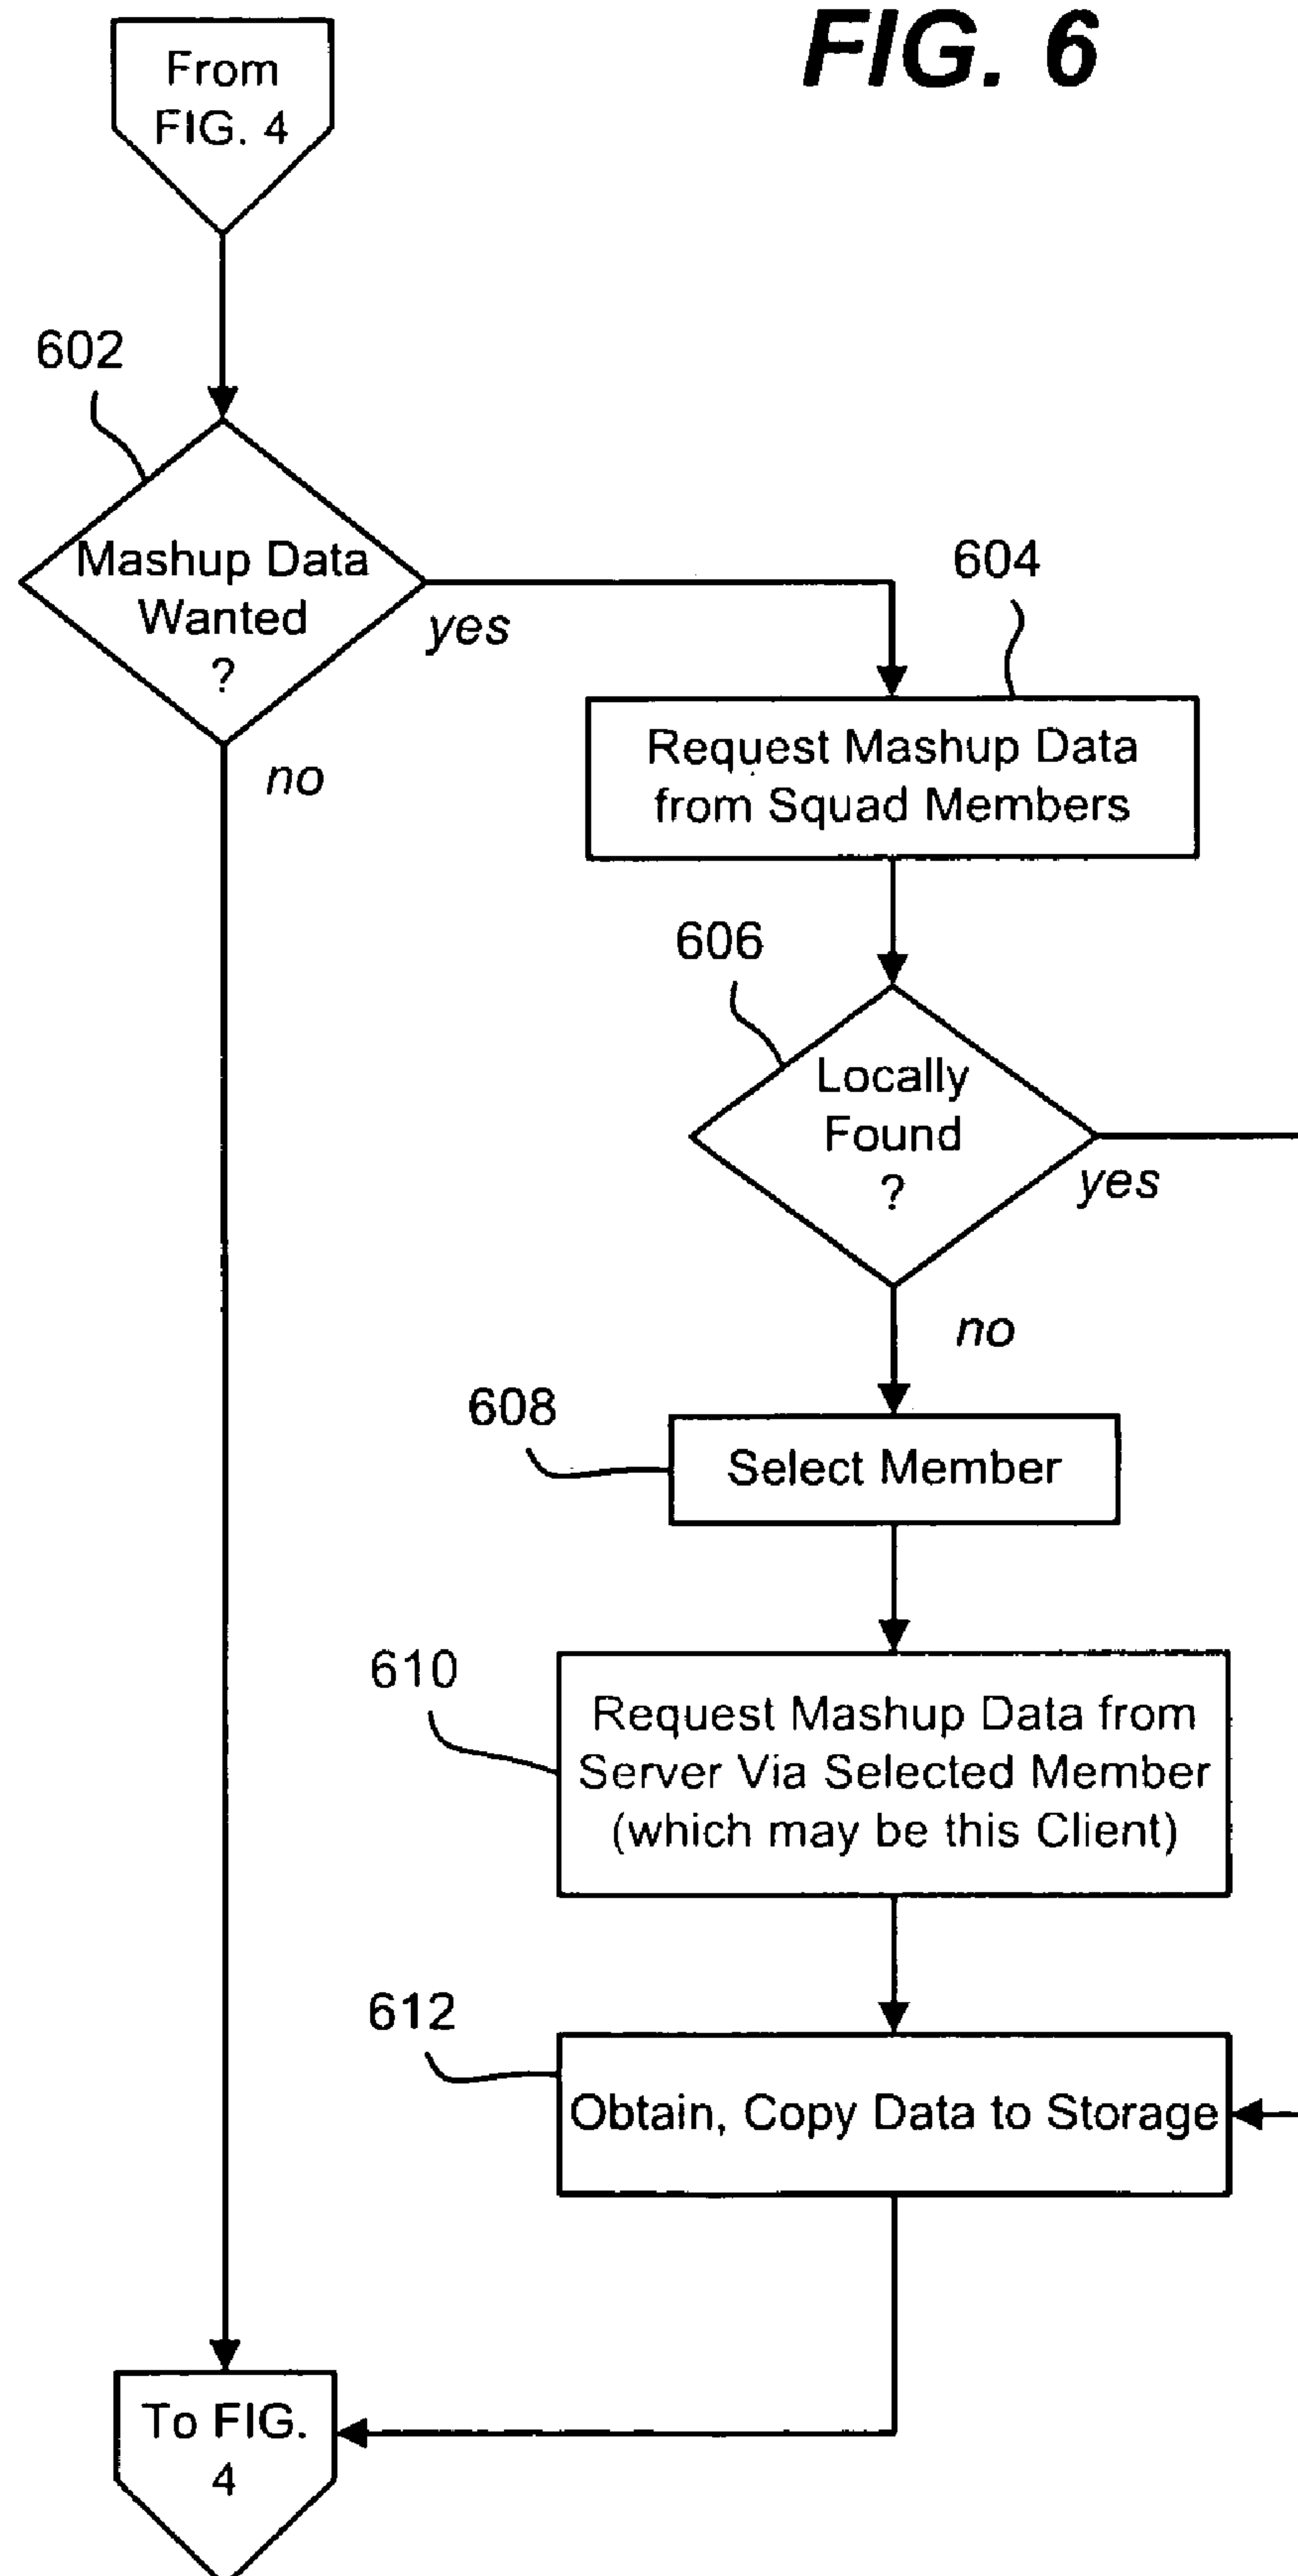 FIG. 6
From
FIG. 4
602
Mashup Data
Wanted
?
yes
no
604
Request Mashup Data
from Squad Members
606
Locally
Found
?
yes
no
608
Select Member
610
Request Mashup Data from
Server Via Selected Member
(which may be this Client)
612
Obtain, Copy Data to Storage
To FIG.
4